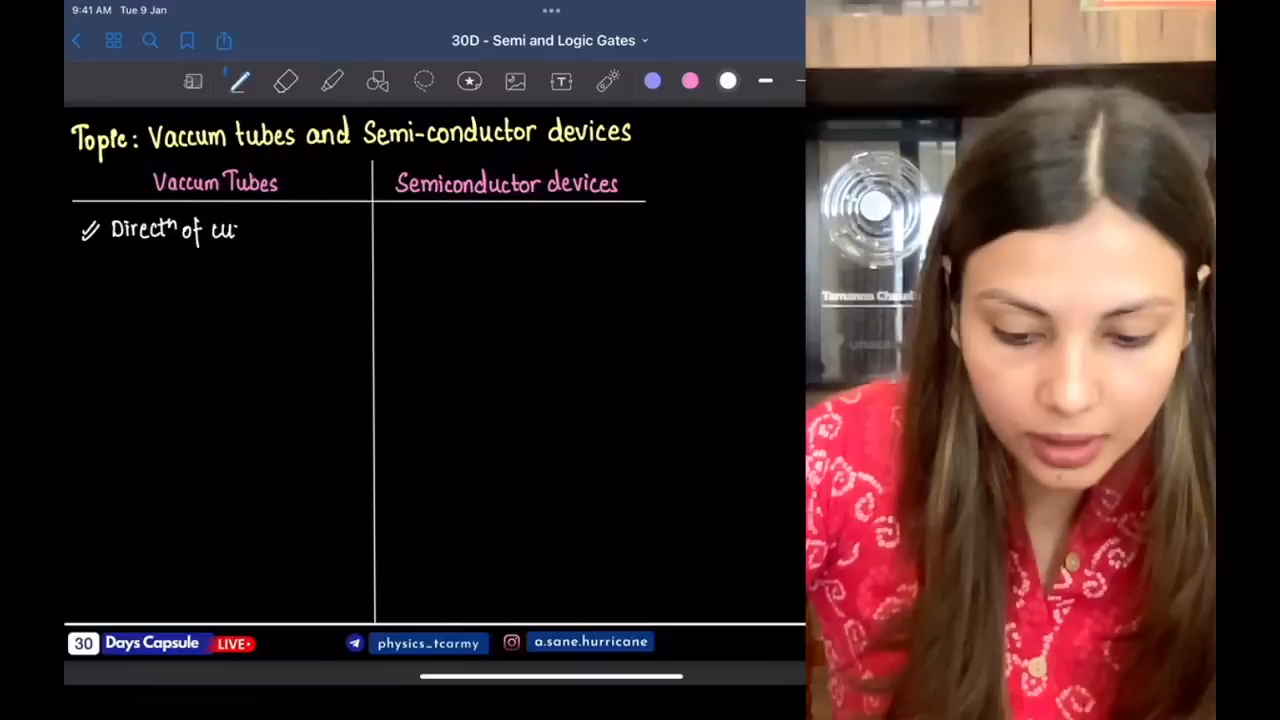 9:41 AM Tue 9 Jan
30D - Semi and Logic Gates
T
Topic: Vaccum tubes and Semi-conductor devices
Vaccum Tubes
Semiconductor devices
Directⁿ of cu
30 Days Capsule LIVE
physics_tcarmy
a.sane.hurricane